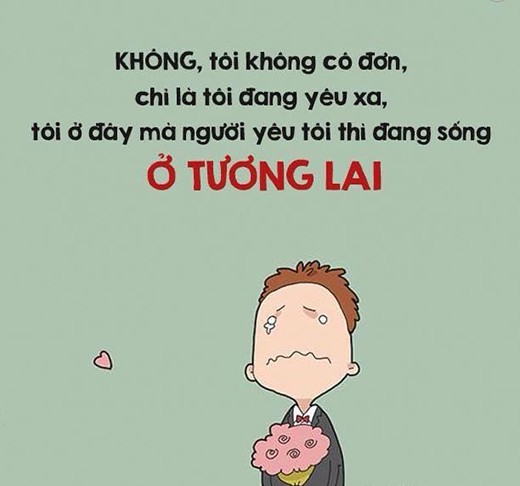 KHÔNG, tôi không cô đơn,
chỉ là tôi đang yêu xa,
tôi ở đây mà người yêu tôi thì đang sống
Ở TƯƠNG LAI